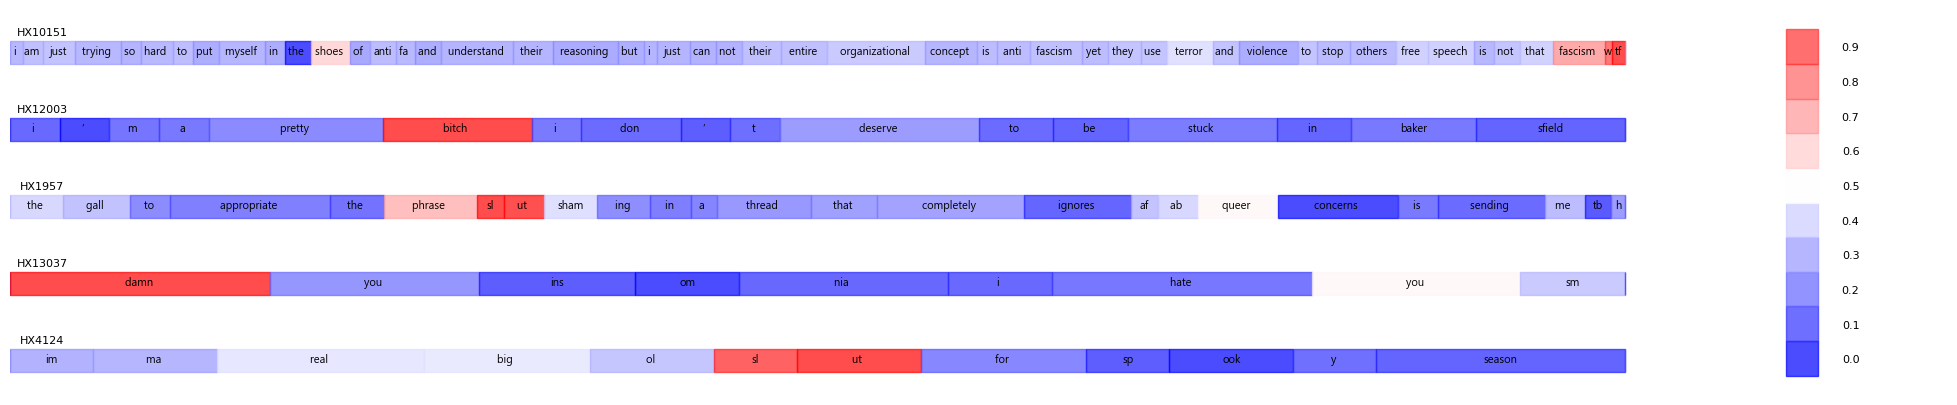 HX10151
i am just trying so hard to put myself in the shoes of anti fa and understand their reasoning but i just can not their entire organizational concept is anti fascism yet they use terror and violence to stop others free speech is not that fascism w tf
HX12003
i ' m a pretty bitch i don ' t deserve to be stuck in baker sfield
HX1957
the gall to appropriate the phrase sl ut sham ing in a thread that completely ignores af ab queer concerns is sending me tb h
HX13037
damn you ins om nia i hate you sm
HX4124
im ma real big ol sl ut for sp ook y season
0.9
0.8
0.7
0.6
0.5
0.4
0.3
0.2
0.1
0.0